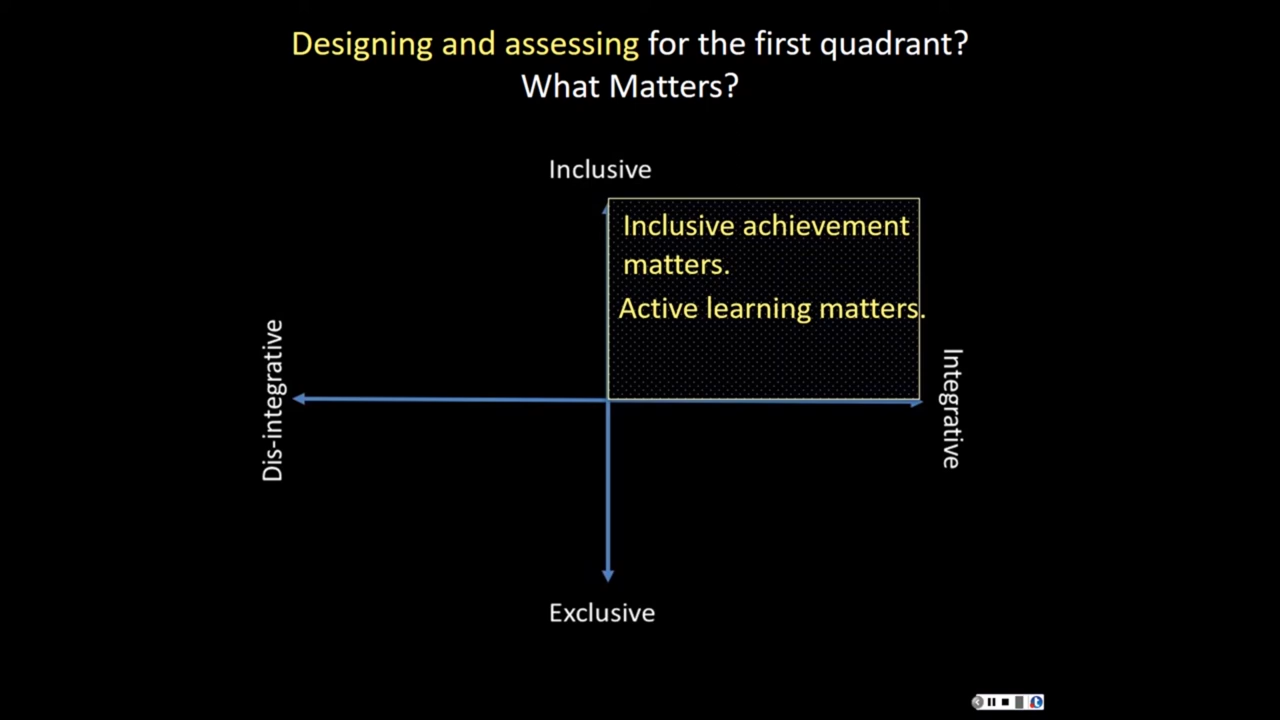 Designing and assessing for the first quadrant?
What Matters?
Inclusive
Inclusive achievement
matters.
Active learning matters.
Dis-integrative
Integrative
Exclusive